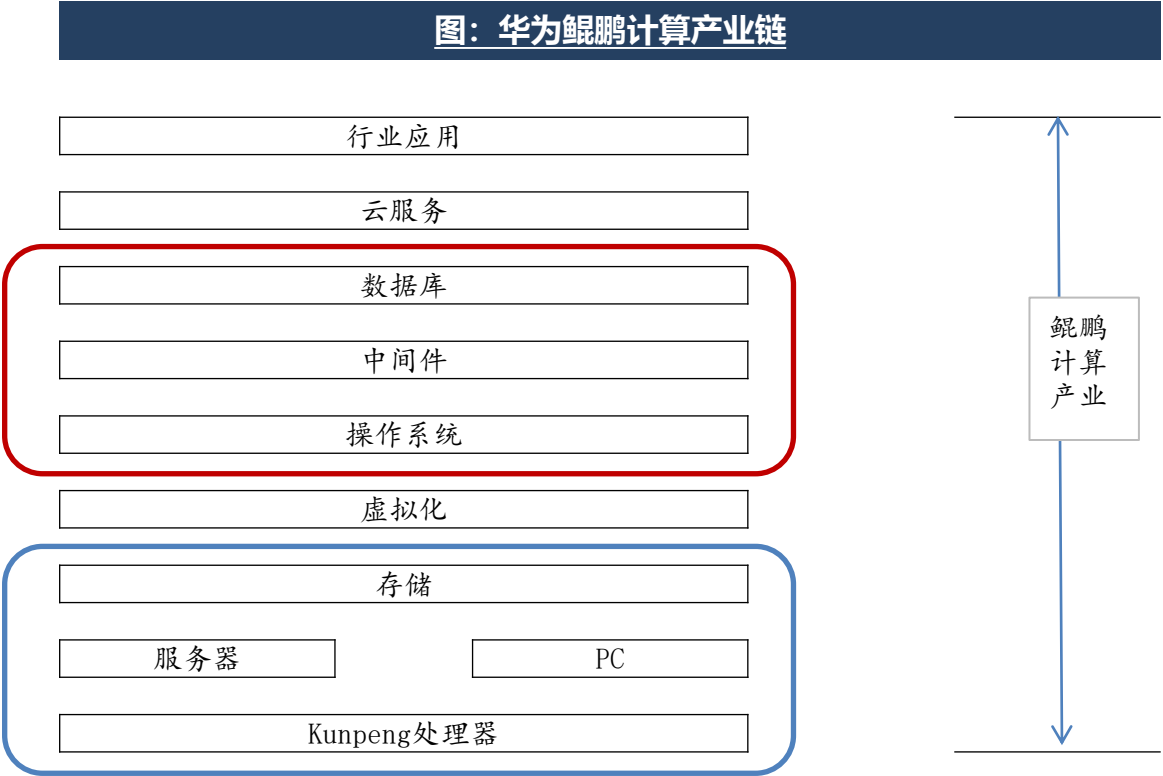 图：华为鲲鹏计算产业链
行业应用
云服务
数据库
中间件
操作系统
虚拟化
存储
服务器
PC
Kunpeng处理器
鲲鹏
计算
产业